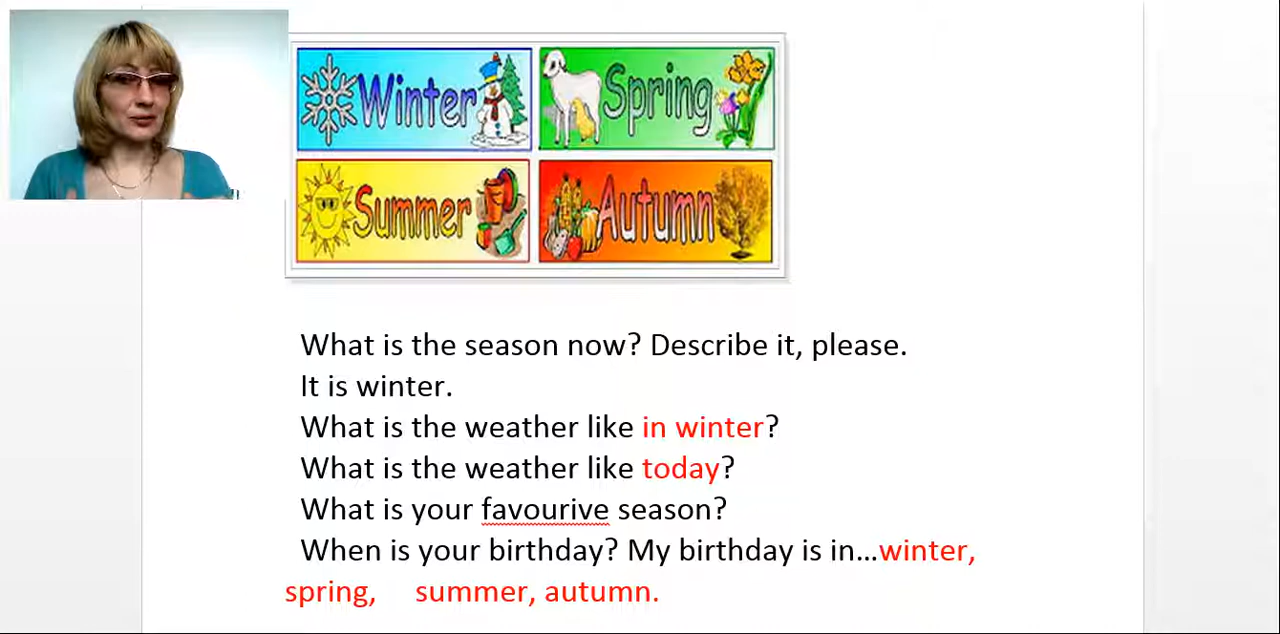 Winter
Spring
Summer
Autumn
What is the season now? Describe it, please.
It is winter.
What is the weather like in winter?
What is the weather like today?
What is your favourive season?
When is your birthday? My birthday is in...winter,
spring, summer, autumn.